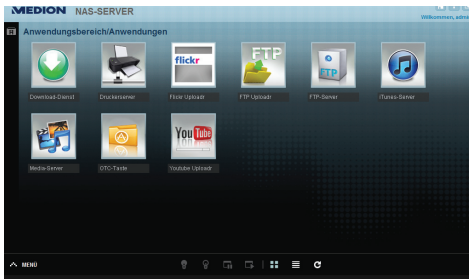 MEDION NAS-SERVER
Willkommen, admin
Anwendungsbereich/Anwendungen
flickr
FTP
FTP
Download-Dienst
Druckerserver
Flickr Uploadr
FTP Uploadr
FTP-Server
iTunes-Server
You Tube
Media-Server
OTC-Taste
Youtube Uploadr
MENÜ